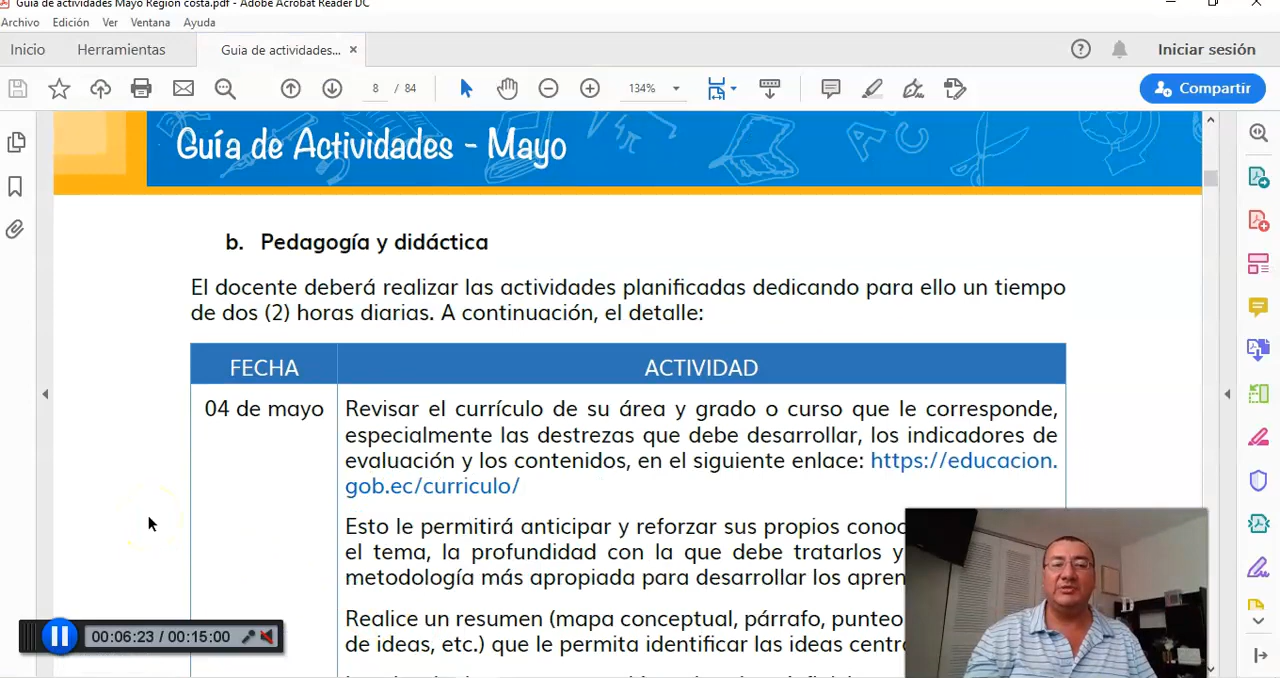 Guia de actividades Mayo Región costa.pdf - Adobe Acrobat Reader DC
Archivo Edición Ver Ventana Ayuda
Inicio Herramientas Guia de actividades... × Iniciar sesión
8 / 84 134% Compartir
Guía de Actividades - Mayo
b. Pedagogía y didáctica
El docente deberá realizar las actividades planificadas dedicando para ello un tiempo
de dos (2) horas diarias. A continuación, el detalle:
FECHA ACTIVIDAD
04 de mayo Revisar el currículo de su área y grado o curso que le corresponde,
especialmente las destrezas que debe desarrollar, los indicadores de
evaluación y los contenidos, en el siguiente enlace: https://educacion.
gob.ec/curriculo/
Esto le permitirá anticipar y reforzar sus propios conoc
el tema, la profundidad con la que debe tratarlos y
metodología más apropiada para desarrollar los apren
Realice un resumen (mapa conceptual, párrafo, punteo
de ideas, etc.) que le permita identificar las ideas centr
00:06:23 / 00:15:00